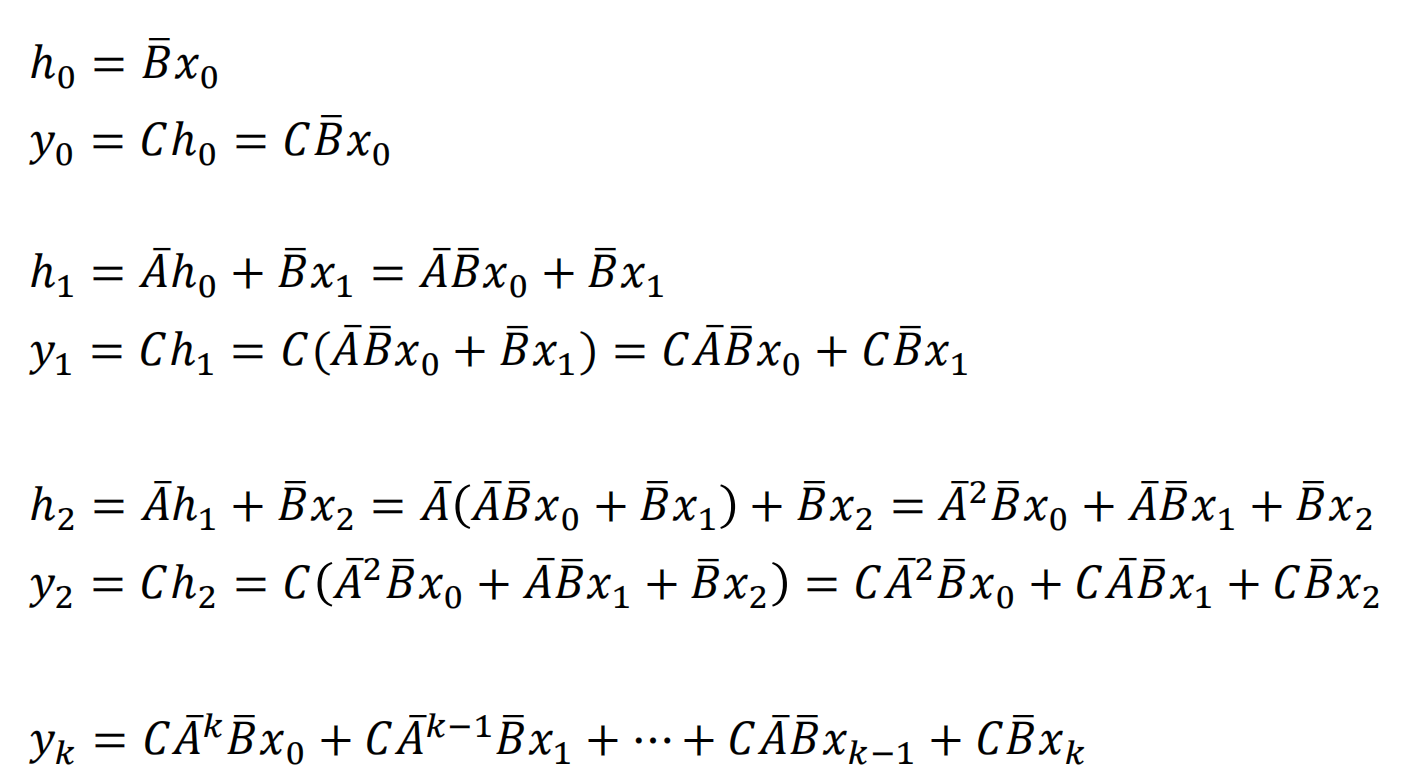 h₀ = B̄x₀
y₀ = Ch₀ = CB̄x₀
h₁ = Āh₀ + B̄x₁ = ĀB̄x₀ + B̄x₁
y₁ = Ch₁ = C(ĀB̄x₀ + B̄x₁) = CĀB̄x₀ + CB̄x₁
h₂ = Āh₁ + B̄x₂ = Ā(ĀB̄x₀ + B̄x₁) + B̄x₂ = Ā²B̄x₀ + ĀB̄x₁ + B̄x₂
y₂ = Ch₂ = C(Ā²B̄x₀ + ĀB̄x₁ + B̄x₂) = CĀ²B̄x₀ + CĀB̄x₁ + CB̄x₂
yₖ = CĀᵏB̄x₀ + CĀᵏ⁻¹B̄x₁ + ⋯ + CĀB̄xₖ₋₁ + CB̄xₖ